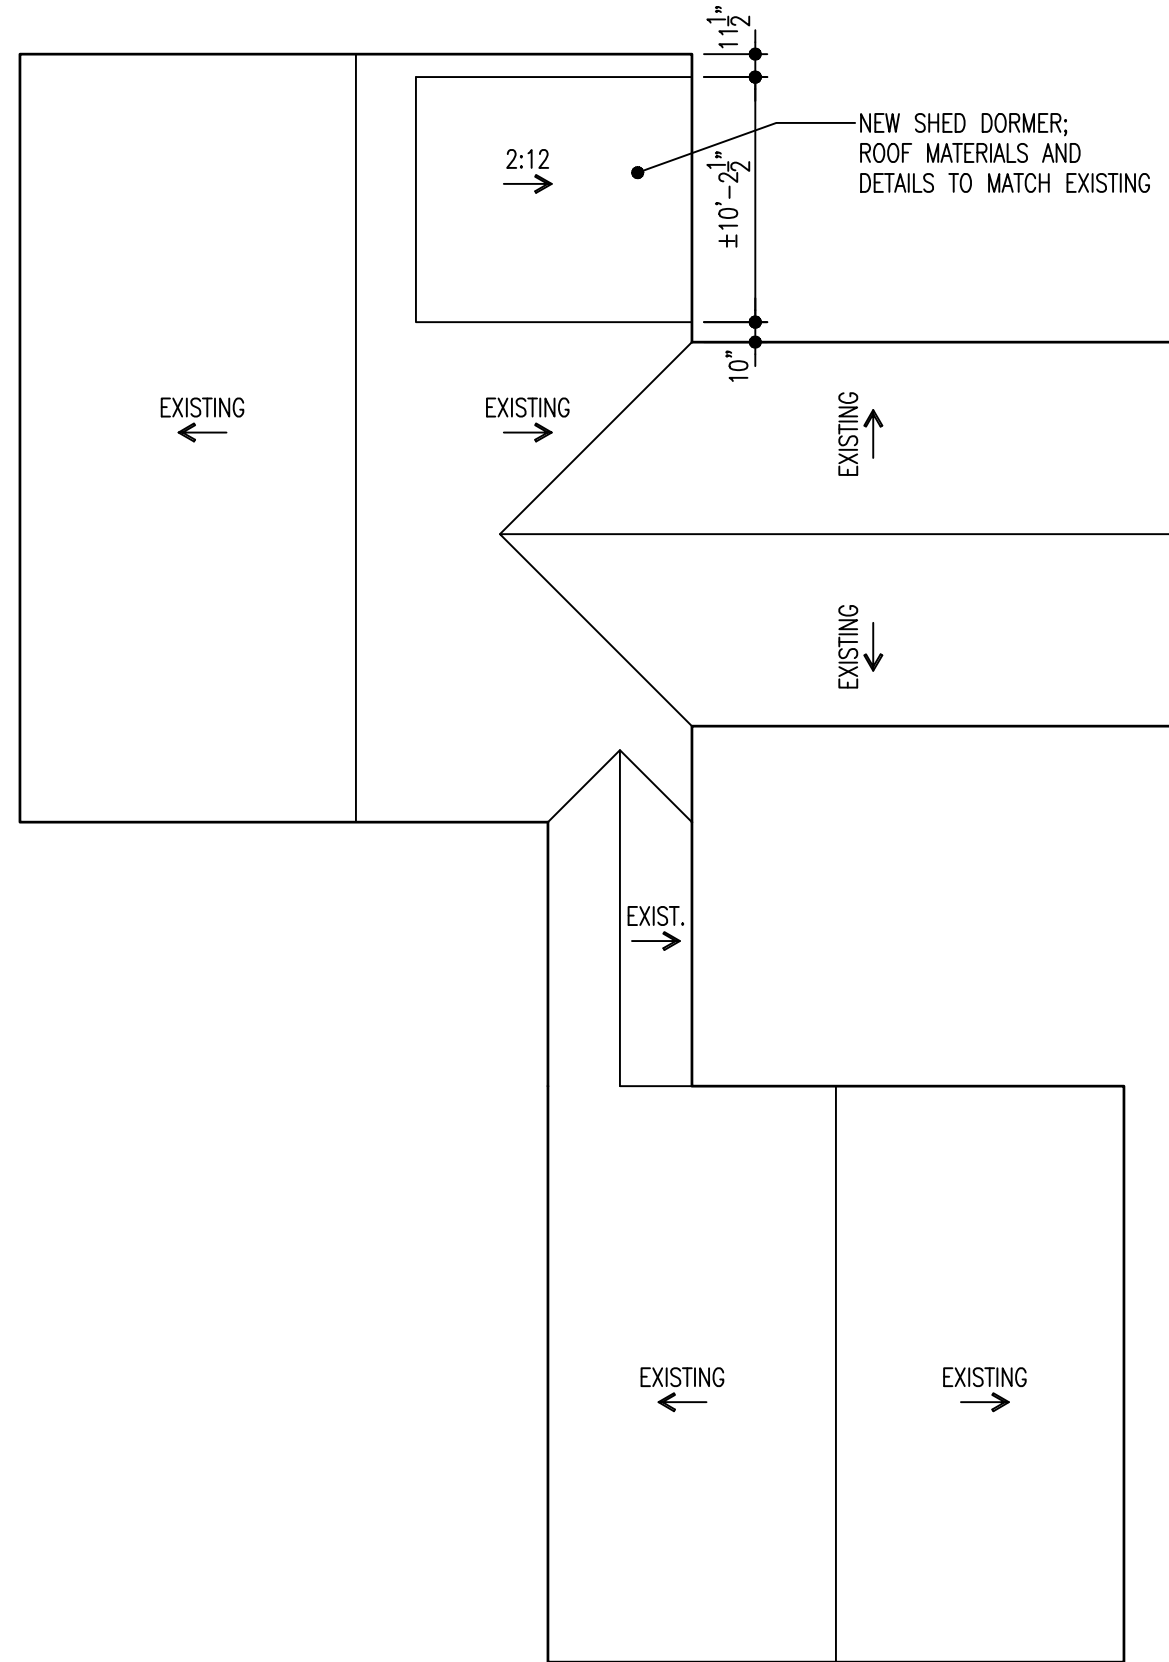 11 1/2"
NEW SHED DORMER;
ROOF MATERIALS AND
DETAILS TO MATCH EXISTING
2:12
±10'-2 1/2"
10"
EXISTING
EXISTING
EXISTING
EXISTING
EXIST.
EXISTING
EXISTING